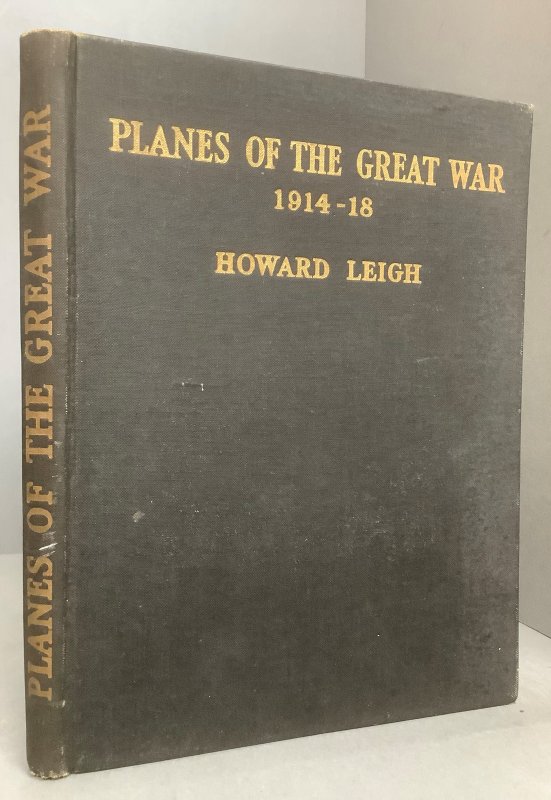 PLANES OF THE GREAT WAR
1914-18
HOWARD LEIGH
PLANES OF THE GREAT WAR